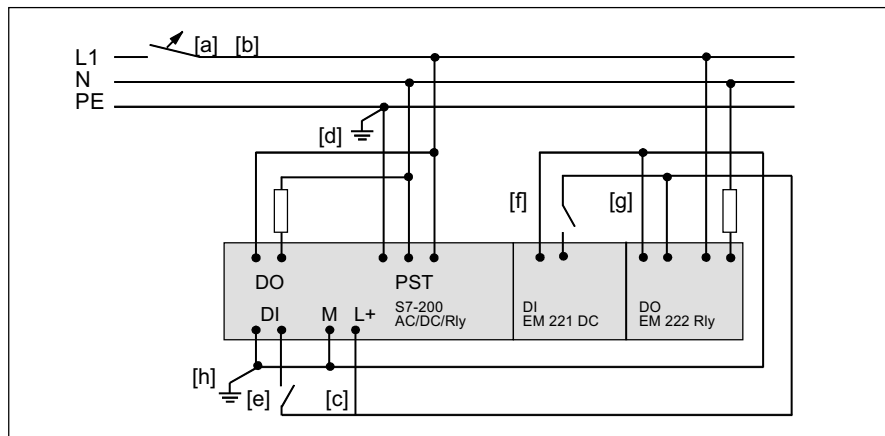 [a] [b]
L1
N
PE
[d]
[f] [g]
DO PST
S7-200
AC/DC/Rly
DI M L+
DI
EM 221 DC
DO
EM 222 Rly
[h] [e] [c]